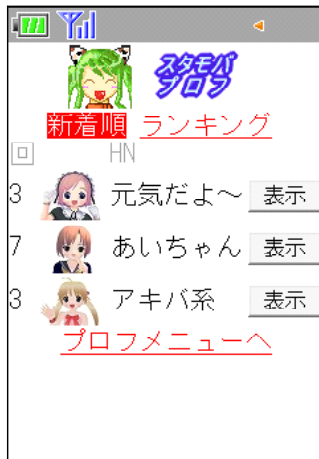 スタモバ
プロフ
新着順 ランキング
回 HN
3 元気だよ～ 表示
7 あいちゃん 表示
3 アキバ系 表示
プロフメニューへ